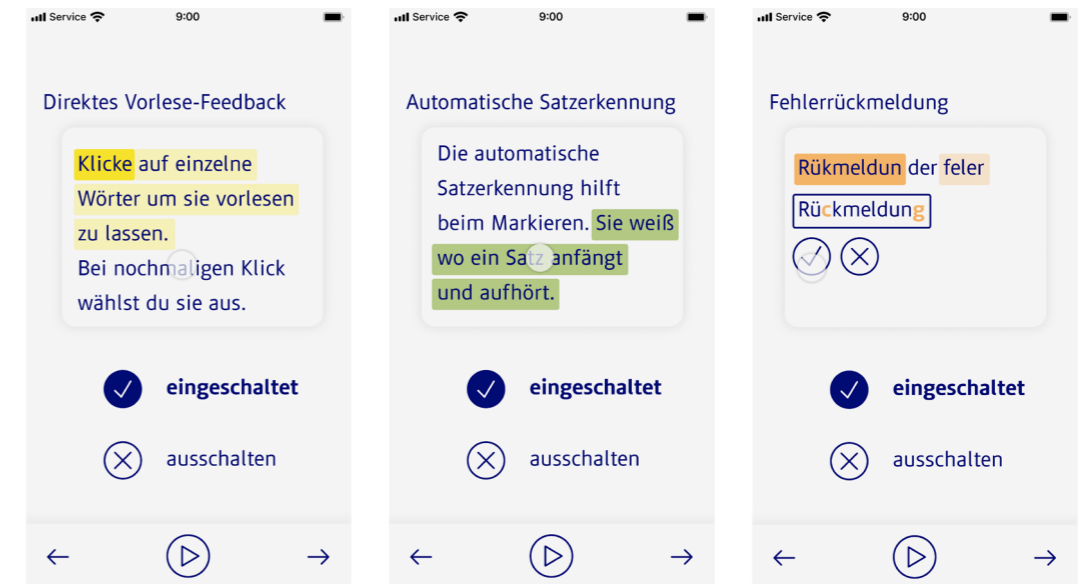 Service 9:00
Direktes Vorlese-Feedback
Klicke auf einzelne
Wörter um sie vorlesen
zu lassen.
Bei nochmaligen Klick
wählst du sie aus.
eingeschaltet
ausschalten
Service 9:00
Automatische Satzerkennung
Die automatische
Satzerkennung hilft
beim Markieren. Sie weiß
wo ein Satz anfängt
und aufhört.
eingeschaltet
ausschalten
Service 9:00
Fehlerrückmeldung
Rükmeldun der feler
Rückmeldung
eingeschaltet
ausschalten